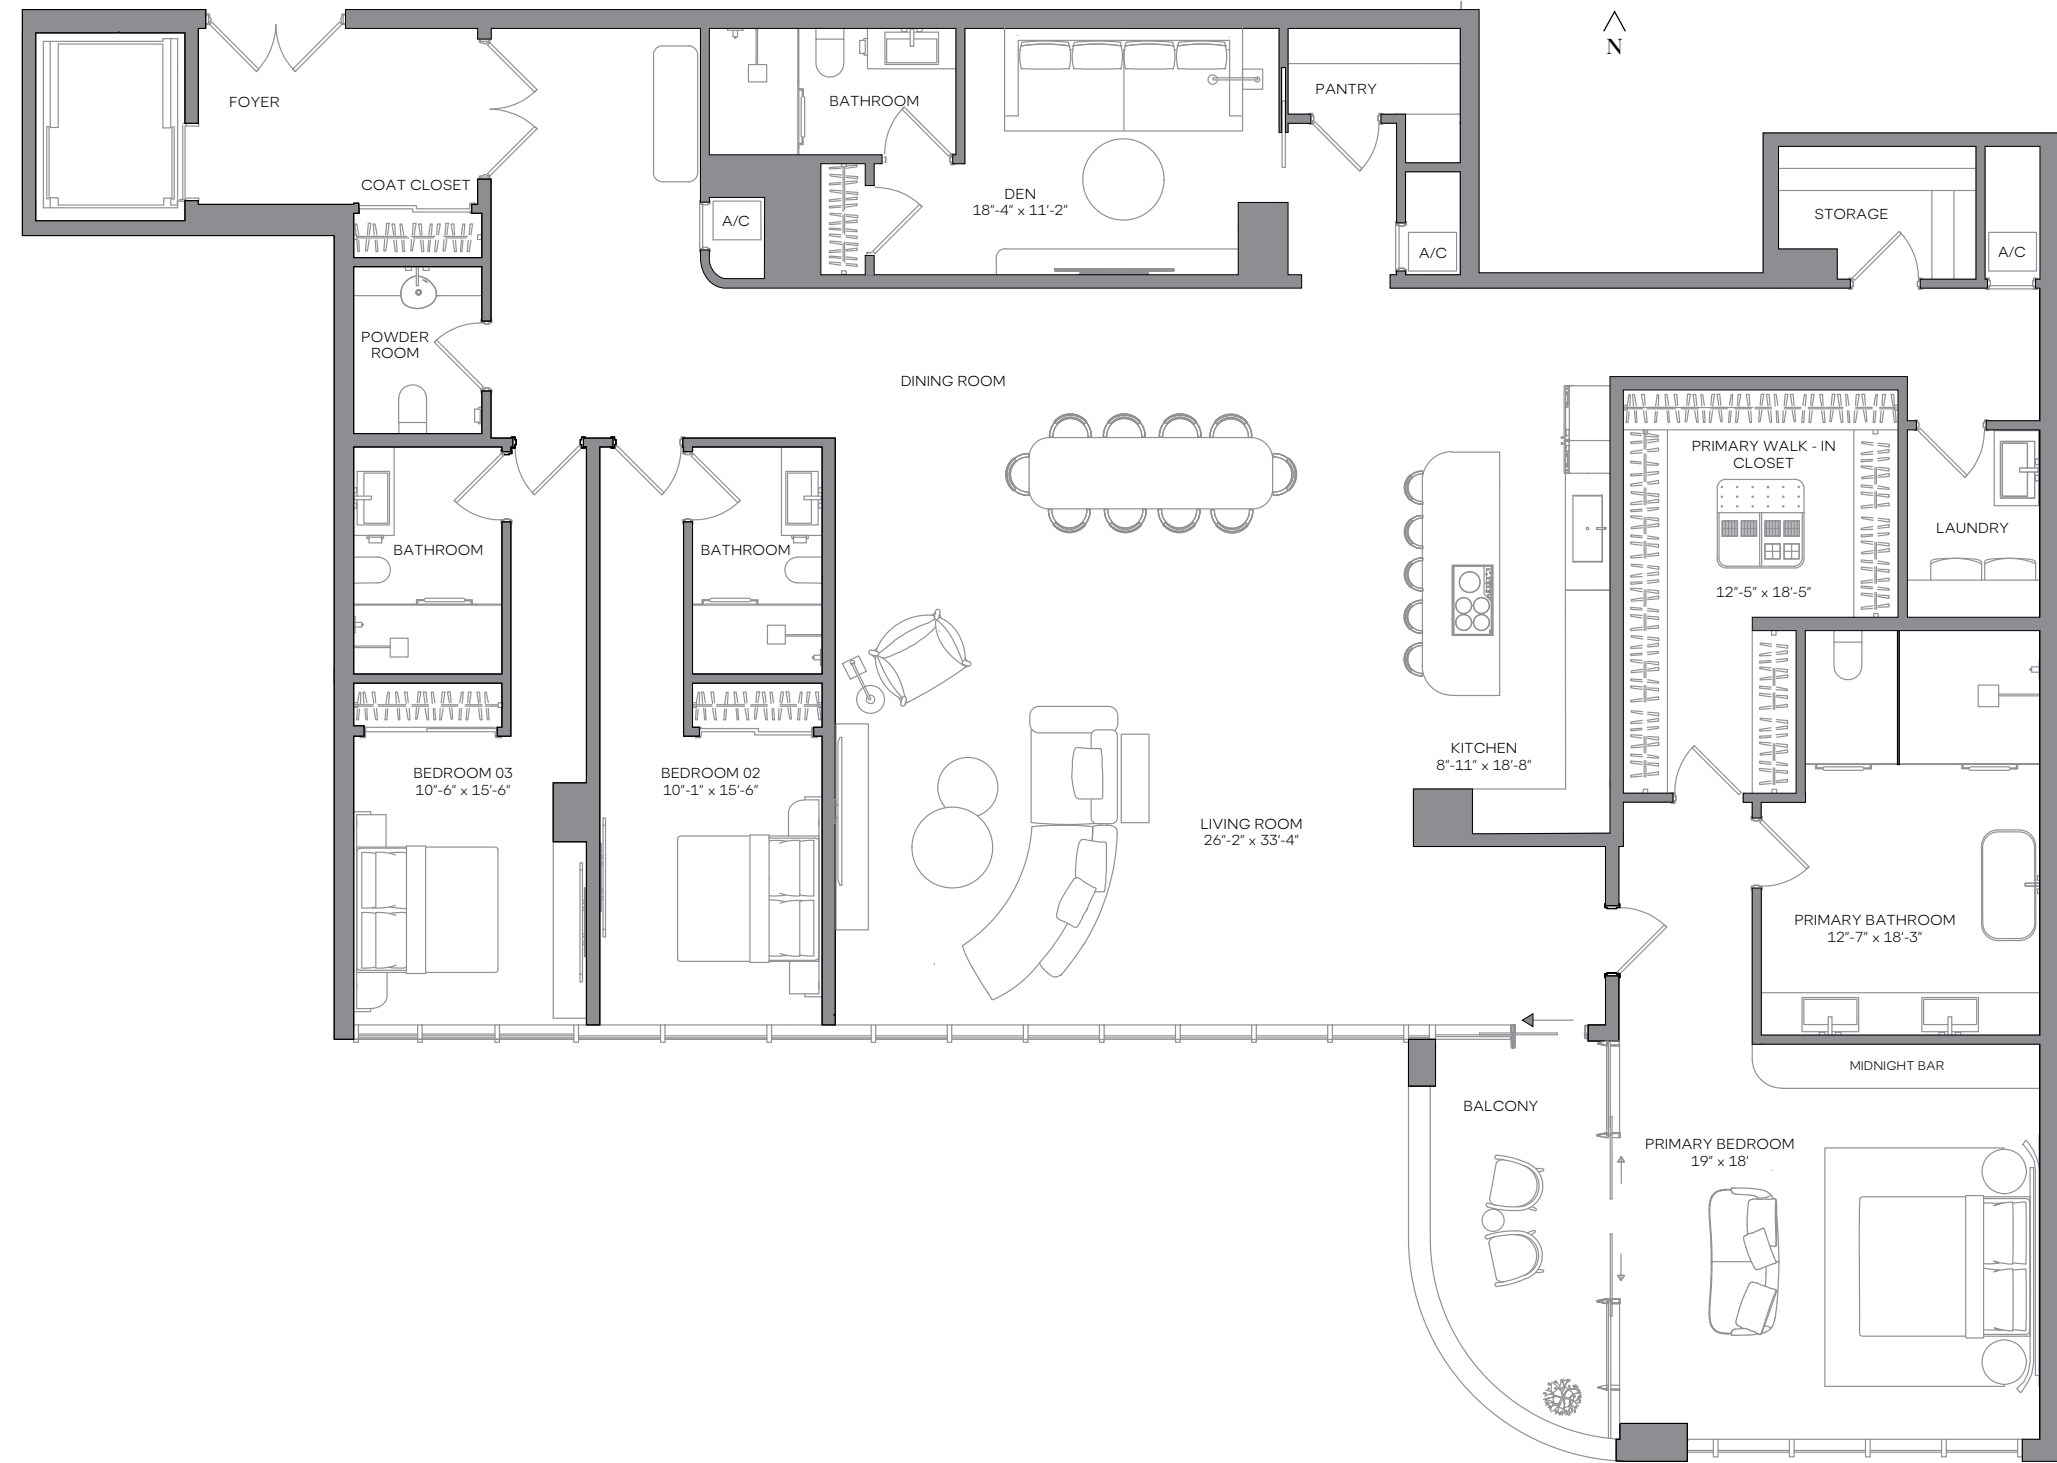 N
FOYER
COAT CLOSET
BATHROOM
A/C
DEN
18”-4” x 11’-2”
PANTRY
A/C
STORAGE
A/C
POWDER
ROOM
DINING ROOM
PRIMARY WALK - IN
CLOSET
12”-5” x 18’-5”
LAUNDRY
BATHROOM
BATHROOM
BEDROOM 03
10”-6” x 15’-6”
BEDROOM 02
10”-1” x 15’-6”
KITCHEN
8”-11” x 18’-8”
LIVING ROOM
26”-2” x 33’-4”
PRIMARY BATHROOM
12”-7” x 18’-3”
MIDNIGHT BAR
BALCONY
PRIMARY BEDROOM
19” x 18’